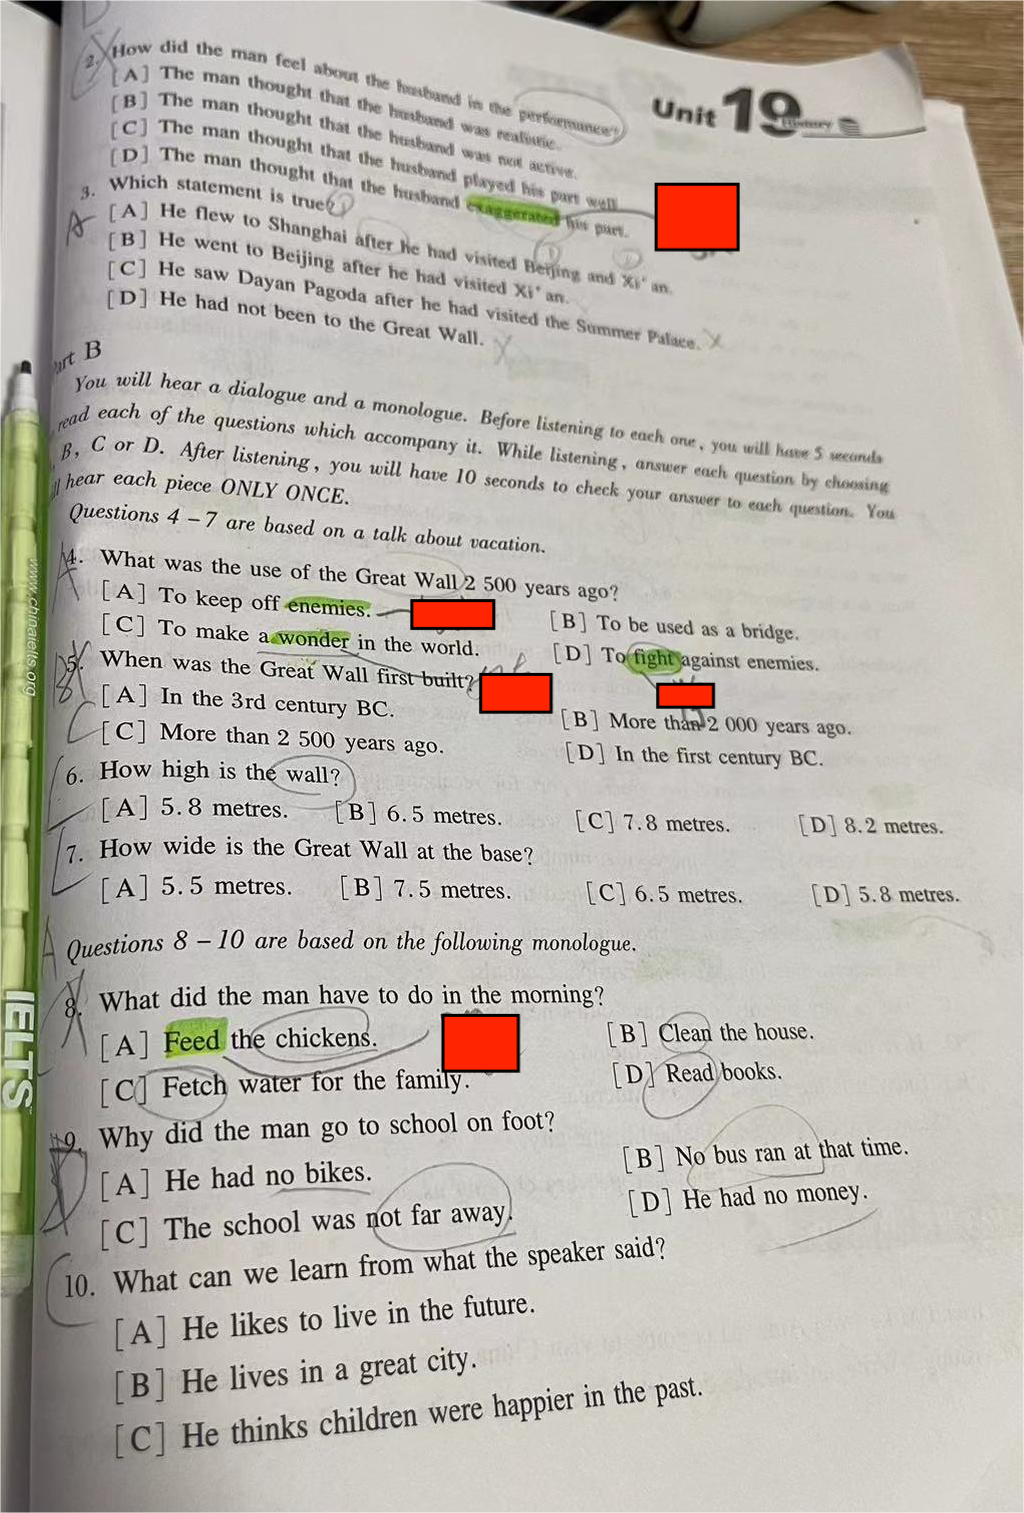 Unit 19
2. How did the man feel about the husband in the performance?
[A] The man thought that the husband was realistic.
[B] The man thought that the husband was not active.
[C] The man thought that the husband played his part well.
[D] The man thought that the husband exaggerated his part.
3. Which statement is true?
[A] He flew to Shanghai after he had visited Beijing and Xi'an.
[B] He went to Beijing after he had visited Xi'an.
[C] He saw Dayan Pagoda after he had visited the Summer Palace.
[D] He had not been to the Great Wall.
art B
You will hear a dialogue and a monologue. Before listening to each one, you will have 5 seconds
read each of the questions which accompany it. While listening, answer each question by choosing
B, C or D. After listening, you will have 10 seconds to check your answer to each question. You
hear each piece ONLY ONCE.
Questions 4 – 7 are based on a talk about vacation.
4. What was the use of the Great Wall 2 500 years ago?
[A] To keep off enemies. [B] To be used as a bridge.
[C] To make a wonder in the world. [D] To fight against enemies.
5. When was the Great Wall first built?
[A] In the 3rd century BC. [B] More than 2 000 years ago.
[C] More than 2 500 years ago. [D] In the first century BC.
6. How high is the wall?
[A] 5.8 metres. [B] 6.5 metres. [C] 7.8 metres. [D] 8.2 metres.
7. How wide is the Great Wall at the base?
[A] 5.5 metres. [B] 7.5 metres. [C] 6.5 metres. [D] 5.8 metres.
Questions 8 – 10 are based on the following monologue.
8. What did the man have to do in the morning?
[A] Feed the chickens. [B] Clean the house.
[C] Fetch water for the family. [D] Read books.
9. Why did the man go to school on foot?
[A] He had no bikes. [B] No bus ran at that time.
[C] The school was not far away. [D] He had no money.
10. What can we learn from what the speaker said?
[A] He likes to live in the future.
[B] He lives in a great city.
[C] He thinks children were happier in the past.
www.chinaielts.org
IELTS